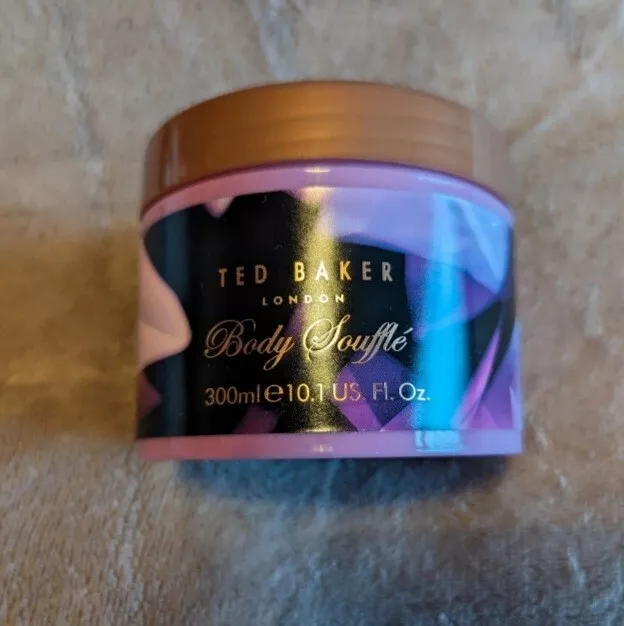 TED BAKER
LONDON
Body Soufflé
300ml℮10.1 US. Fl. Oz.